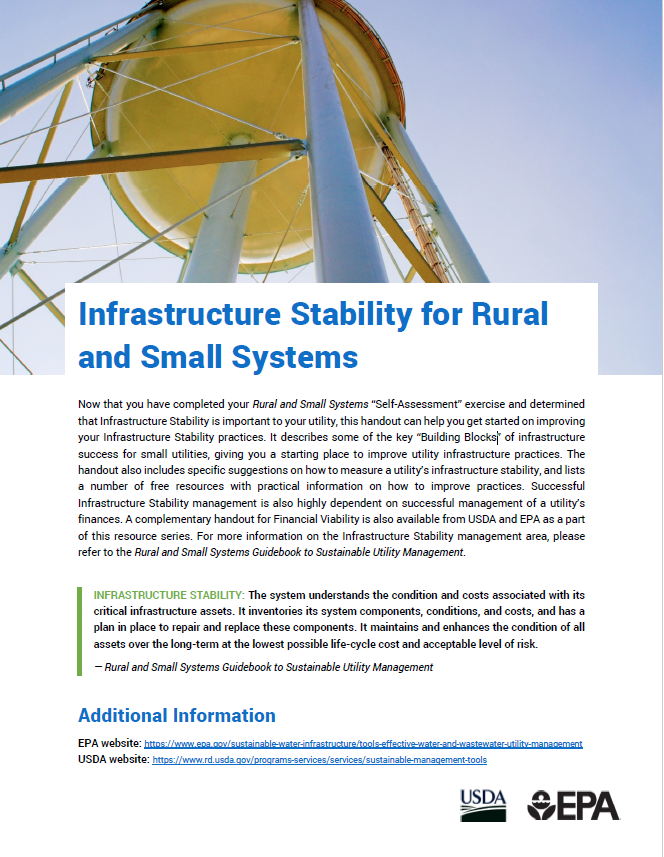 Infrastructure Stability for Rural
and Small Systems
Now that you have completed your Rural and Small Systems “Self-Assessment” exercise and determined
that Infrastructure Stability is important to your utility, this handout can help you get started on improving
your Infrastructure Stability practices. It describes some of the key “Building Blocks” of infrastructure
success for small utilities, giving you a starting place to improve utility infrastructure practices. The
handout also includes specific suggestions on how to measure a utility’s infrastructure stability, and lists
a number of free resources with practical information on how to improve practices. Successful
Infrastructure Stability management is also highly dependent on successful management of a utility’s
finances. A complementary handout for Financial Viability is also available from USDA and EPA as a part
of this resource series. For more information on the Infrastructure Stability management area, please
refer to the Rural and Small Systems Guidebook to Sustainable Utility Management.
INFRASTRUCTURE STABILITY: The system understands the condition and costs associated with its
critical infrastructure assets. It inventories its system components, conditions, and costs, and has a
plan in place to repair and replace these components. It maintains and enhances the condition of all
assets over the long-term at the lowest possible life-cycle cost and acceptable level of risk.
— Rural and Small Systems Guidebook to Sustainable Utility Management
Additional Information
EPA website: https://www.epa.gov/sustainable-water-infrastructure/tools-effective-water-and-wastewater-utility-management
USDA website: https://www.rd.usda.gov/programs-services/services/sustainable-management-tools
USDA EPA